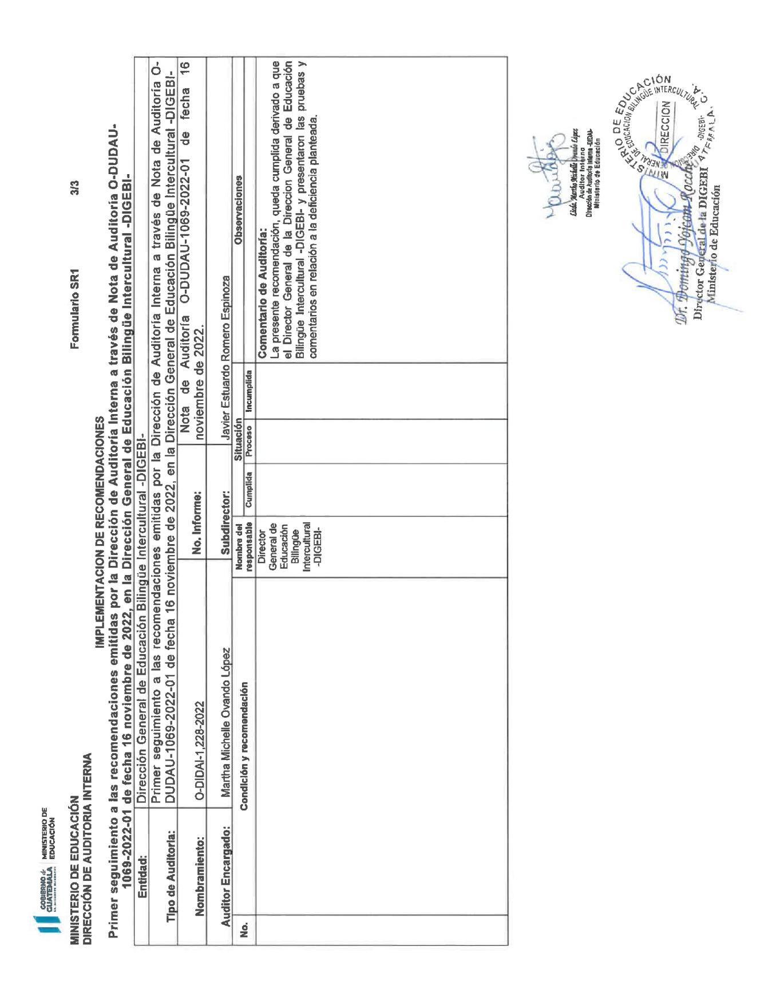 GOBIERNO de
GUATEMALA
DR. ALEJANDRO GIAMMATTEI
MINISTERIO DE
EDUCACIÓN
MINISTERIO DE EDUCACIÓN
DIRECCIÓN DE AUDITORIA INTERNA
Formulario SR1
3/3
IMPLEMENTACION DE RECOMENDACIONES
Primer seguimiento a las recomendaciones emitidas por la Dirección de Auditoría Interna a través de Nota de Auditoría O-DUDAU-
1069-2022-01 de fecha 16 noviembre de 2022, en la Dirección General de Educación Bilingüe Intercultural -DIGEBI-
Entidad:
Dirección General de Educación Bilingüe Intercultural -DIGEBI-
Tipo de Auditoria:
Primer seguimiento a las recomendaciones emitidas por la Dirección de Auditoría Interna a través de Nota de Auditoría O-
DUDAU-1069-2022-01 de fecha 16 noviembre de 2022, en la Dirección General de Educación Bilingüe Intercultural -DIGEBI-
Nombramiento:
O-DIDAI-1,228-2022
No. Informe:
Nota de Auditoría O-DUDAU-1069-2022-01 de fecha 16
noviembre de 2022.
Auditor Encargado:
Martha Michelle Ovando López
Subdirector:
Javier Estuardo Romero Espinoza
No.
Condición y recomendación
Nombre del
responsable
Situación
Cumplida
Proceso
Incumplida
Observaciones
Director
General de
Educación
Bilingüe
Intercultural
-DIGEBI-
Comentario de Auditoría:
La presente recomendación, queda cumplida derivado a que
el Director General de la Direccion General de Educación
Bilingüe Intercultural -DIGEBI- y presentaron las pruebas y
comentarios en relación a la deficiencia planteada.
Licda. Martha Michelle Ovando López
Auditor Interno
Dirección de Auditoría Interna -DIDAI-
Ministerio de Educación
MINISTERIO DE EDUCACIÓN
DIRECCIÓN GENERAL DE EDUCACIÓN BILINGÜE INTERCULTURAL
DIRECCION
-DIGEBI-
GUATEMALA, C.A.
Dr. Domingo Yojcom Rocché
Director General de la DIGEBI
Ministerio de Educación